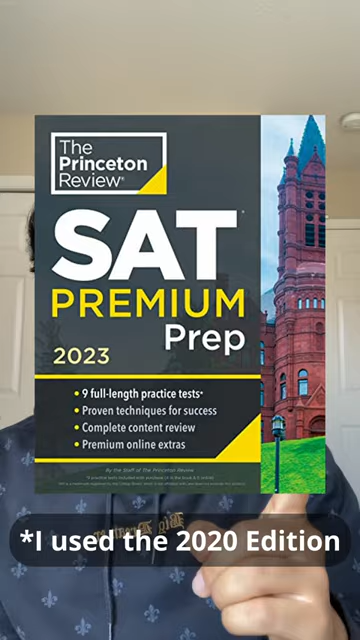 The
Princeton
Review®
SAT
PREMIUM
Prep
2023
• 9 full-length practice tests*
• Proven techniques for success
• Complete content review
• Premium online extras
By the Staff of The Princeton Review
*I used the 2020 Edition